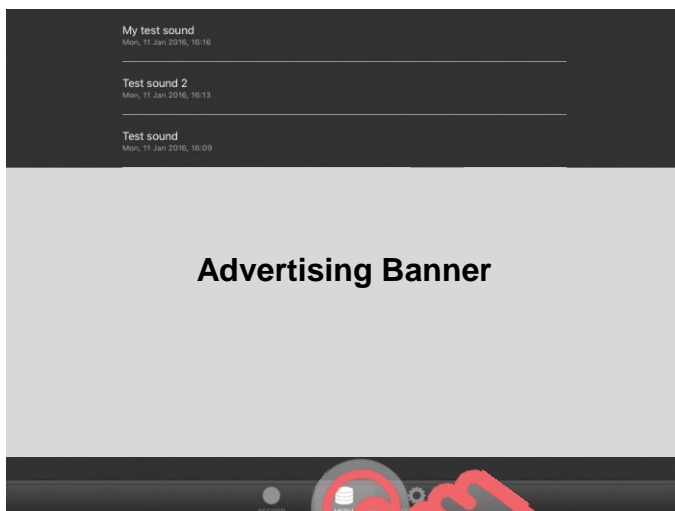 My test sound
Mon, 11 Jan 2016, 16:16
Test sound 2
Mon, 11 Jan 2016, 16:13
Test sound
Mon, 11 Jan 2016, 16:09
Advertising Banner